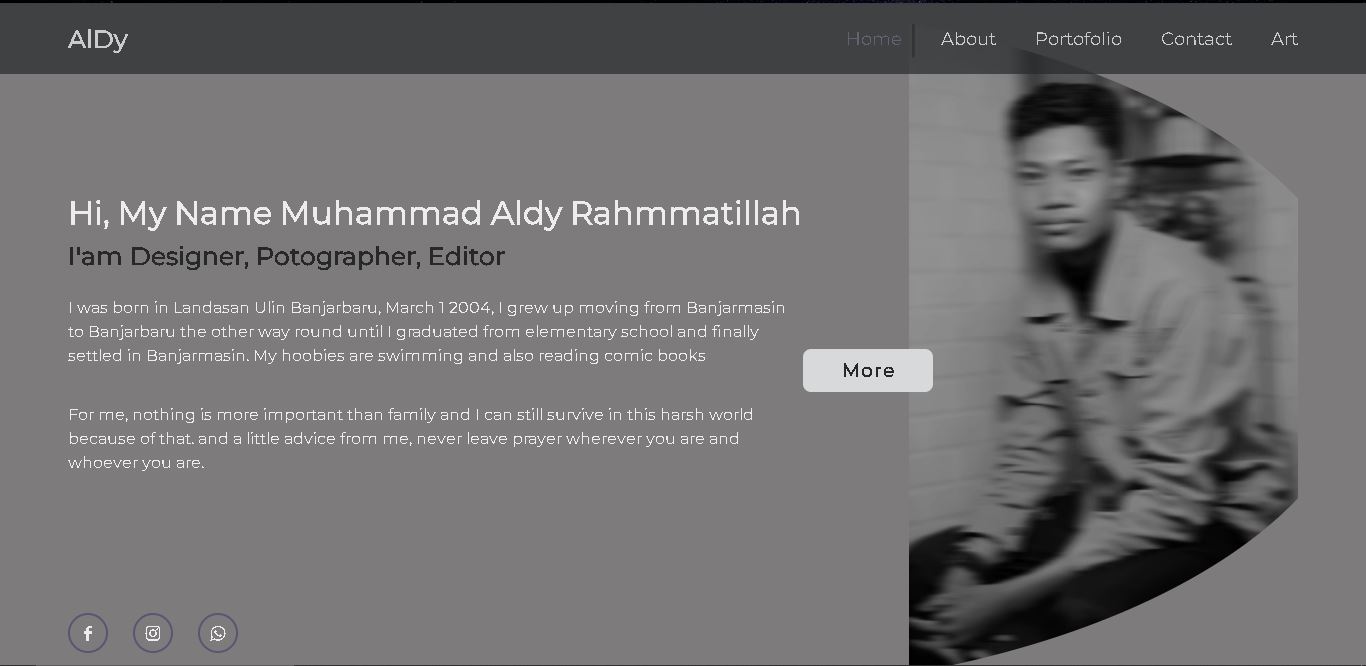 AlDy
Home
About
Portofolio
Contact
Art
Hi, My Name Muhammad Aldy Rahmmatillah
I'am Designer, Potographer, Editor
I was born in Landasan Ulin Banjarbaru, March 1 2004, I grew up moving from Banjarmasin
to Banjarbaru the other way round until I graduated from elementary school and finally
settled in Banjarmasin. My hoobies are swimming and also reading comic books
More
For me, nothing is more important than family and I can still survive in this harsh world
because of that. and a little advice from me, never leave prayer wherever you are and
whoever you are.